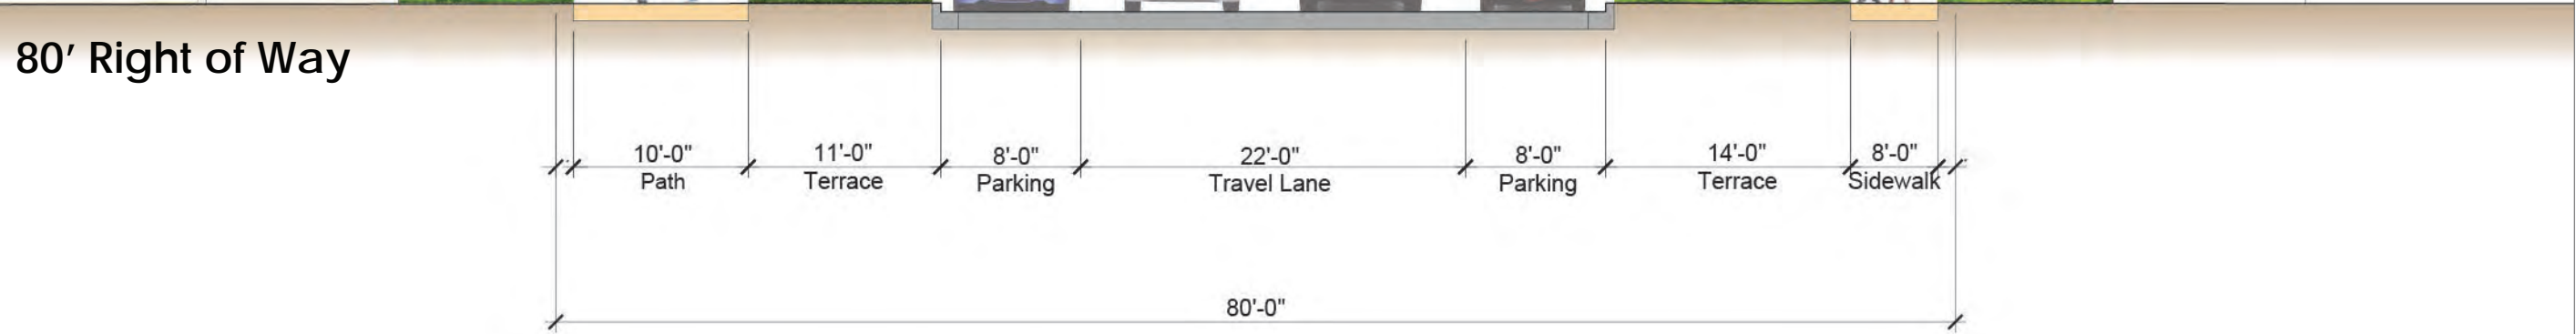 80' Right of Way
10'-0" 11'-0" 8'-0" 22'-0" 8'-0" 14'-0" 8'-0"
Path Terrace Parking Travel Lane Parking Terrace Sidewalk
80'-0"